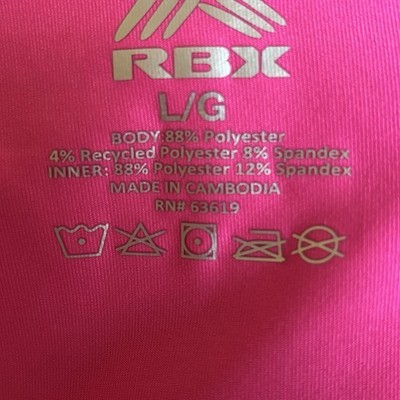 RBX
L/G
BODY:88% Polyester
4% Recycled Polyester 8% Spandex
INNER: 88% Polyester 12% Spandex
MADE IN CAMBODIA
RN# 63619